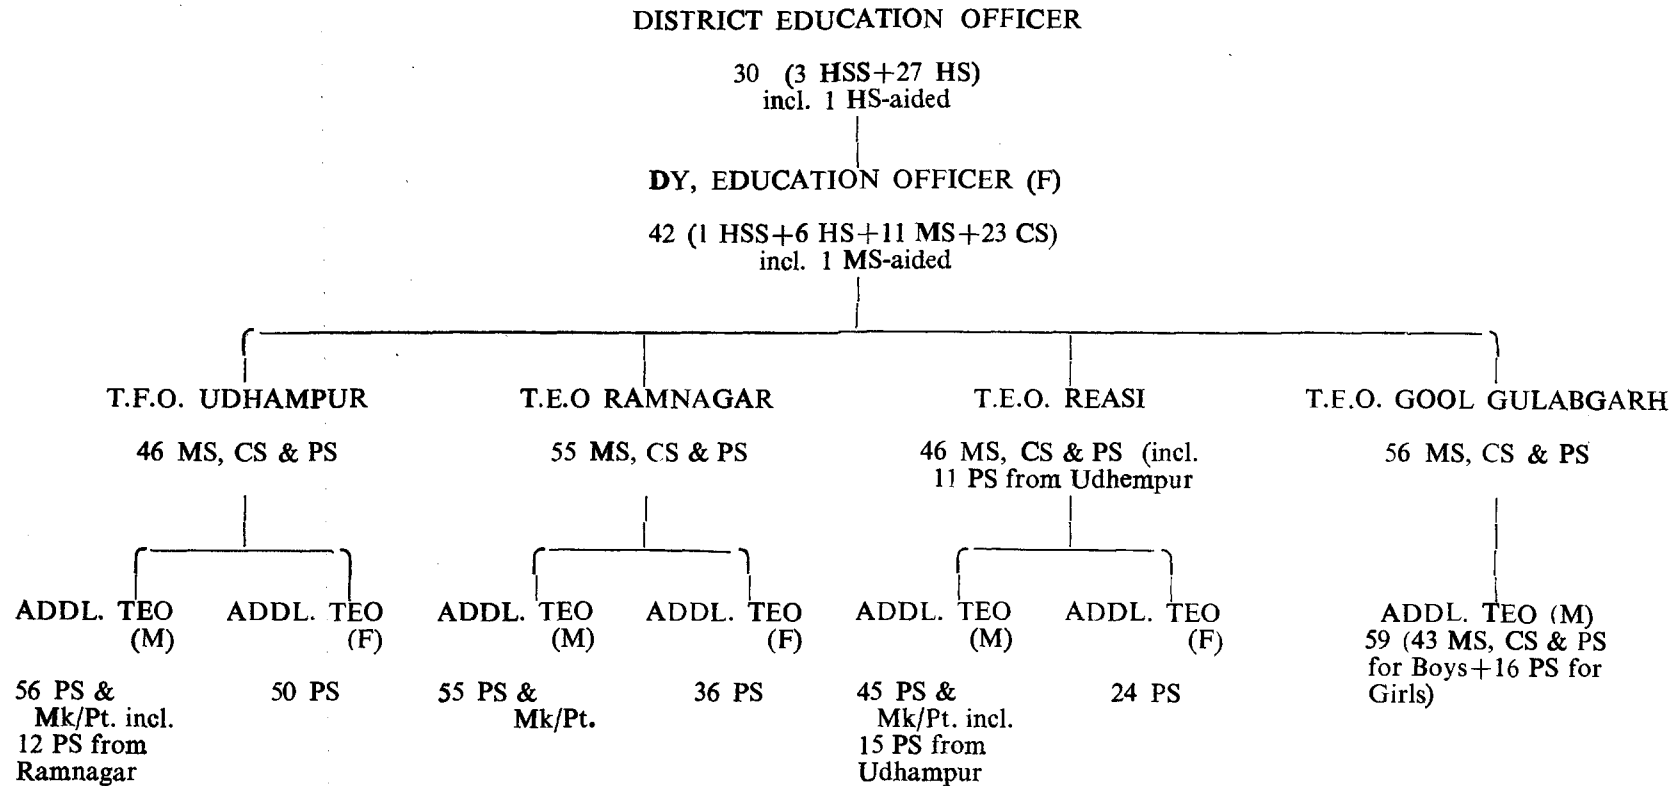 DISTRICT EDUCATION OFFICER
30 (3 HSS+27 HS)
incl. 1 HS-aided
DY, EDUCATION OFFICER (F)
42 (1 HSS+6 HS+11 MS+23 CS)
incl. 1 MS-aided
T.F.O. UDHAMPUR
46 MS, CS & PS
T.E.O RAMNAGAR
55 MS, CS & PS
T.E.O. REASI
46 MS, CS & PS (incl.
11 PS from Udhempur
T.E.O. GOOL GULABGARH
56 MS, CS & PS
ADDL. TEO
(M)
56 PS &
Mk/Pt. incl.
12 PS from
Ramnagar
ADDL. TEO
(F)
50 PS
ADDL. TEO
(M)
55 PS &
Mk/Pt.
ADDL. TEO
(F)
36 PS
ADDL. TEO
(M)
45 PS &
Mk/Pt. incl.
15 PS from
Udhampur
ADDL. TEO
(F)
24 PS
ADDL. TEO (M)
59 (43 MS, CS & PS
for Boys+16 PS for
Girls)